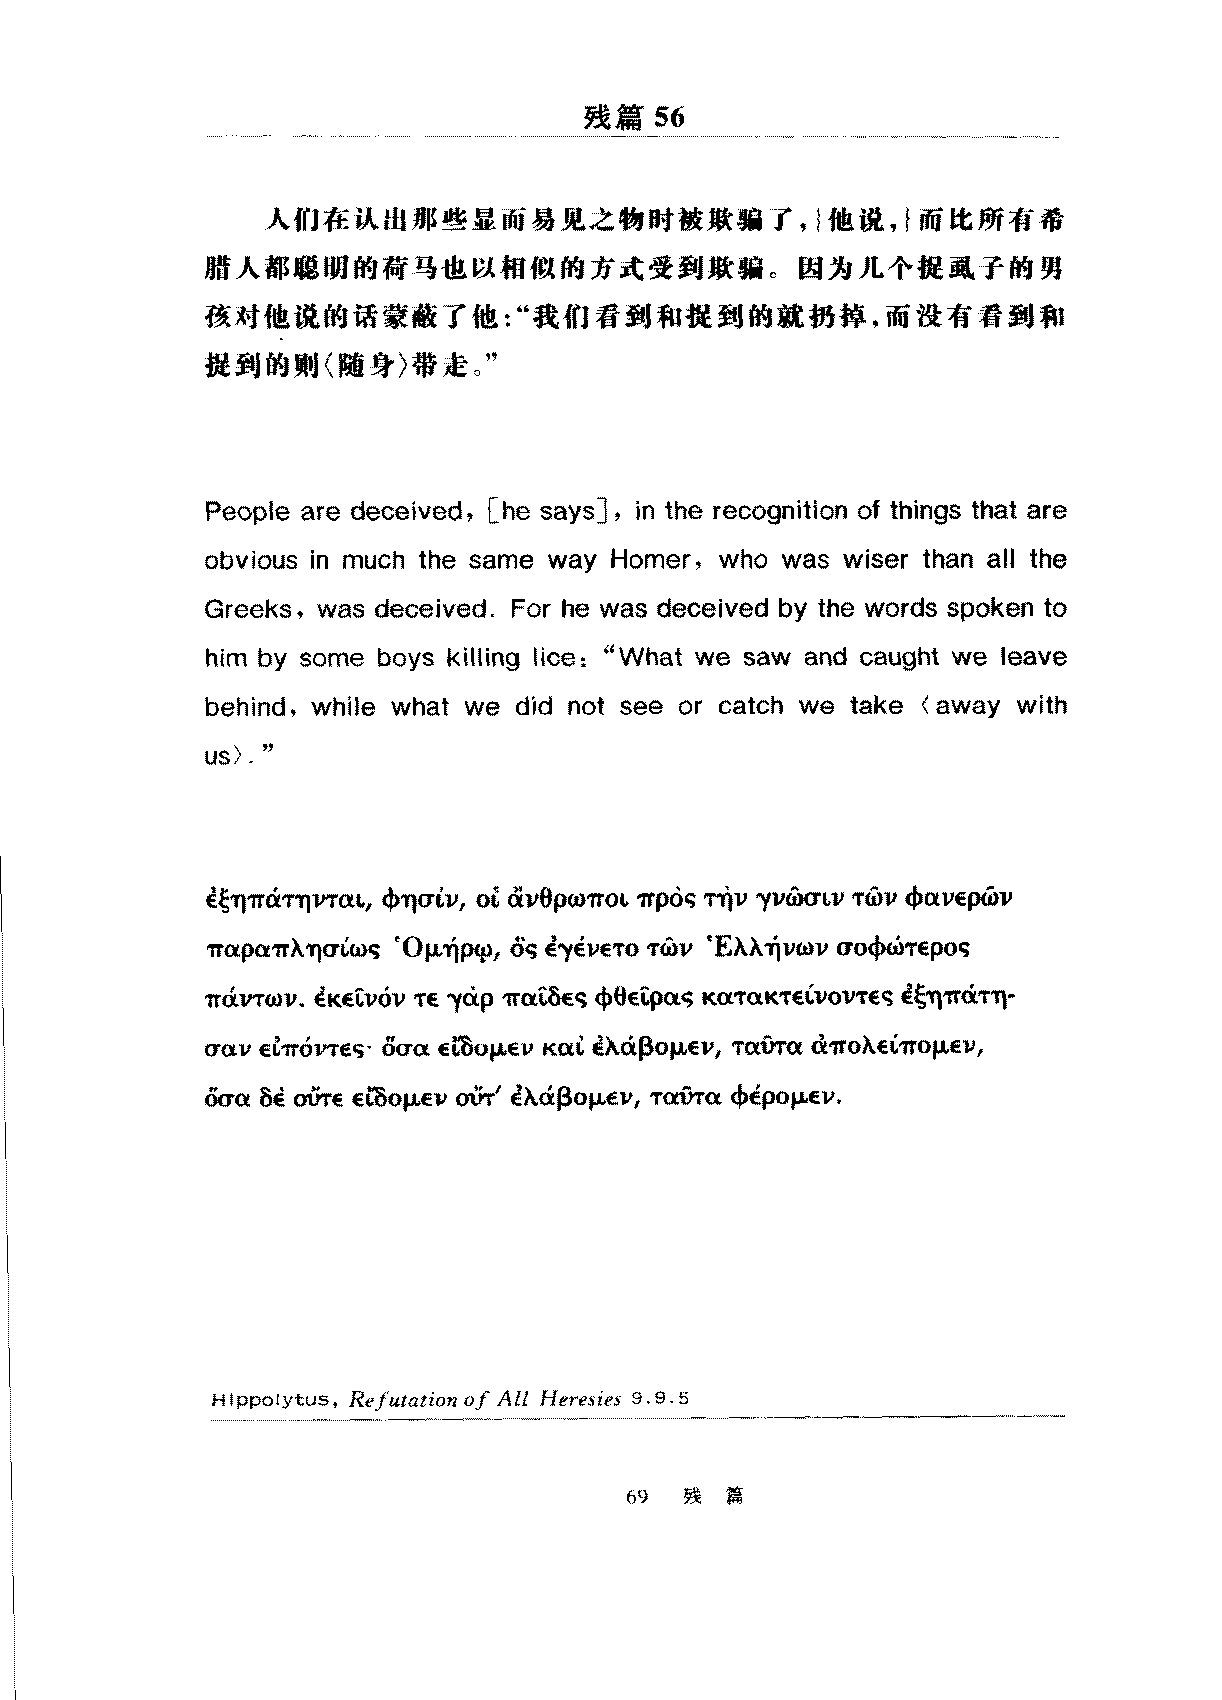 残篇 56
人们在认出那些显而易见之物时被欺骗了,{他说,}而比所有希
腊人都聪明的荷马也以相似的方式受到欺骗。因为几个捉虱子的男
孩对他说的话蒙蔽了他:“我们看到和捉到的就扔掉,而没有看到和
捉到的则〈随身〉带走。”
People are deceived, [he says], in the recognition of things that are
obvious in much the same way Homer, who was wiser than all the
Greeks, was deceived. For he was deceived by the words spoken to
him by some boys killing lice: “What we saw and caught we leave
behind, while what we did not see or catch we take 〈away with
us〉.”
ἐξηπάτηνται, φησίν, οἱ ἄνθρωποι πρὸς τὴν γνῶσιν τῶν φανερῶν
παραπλησίως Ὁμήρῳ, ὃς ἐγένετο τῶν Ἑλλήνων σοφώτερος
πάντων. ἐκεῖνόν τε γὰρ παῖδες φθεῖρας κατακτείνοντες ἐξηπάτη-
σαν εἰπόντες· ὅσα εἴδομεν καὶ ἐλάβομεν, ταῦτα ἀπολείπομεν,
ὅσα δὲ οὔτε εἴδομεν οὔτ’ ἐλάβομεν, ταῦτα φέρομεν.
Hippolytus, Refutation of All Heresies 9.9.5
69 残 篇